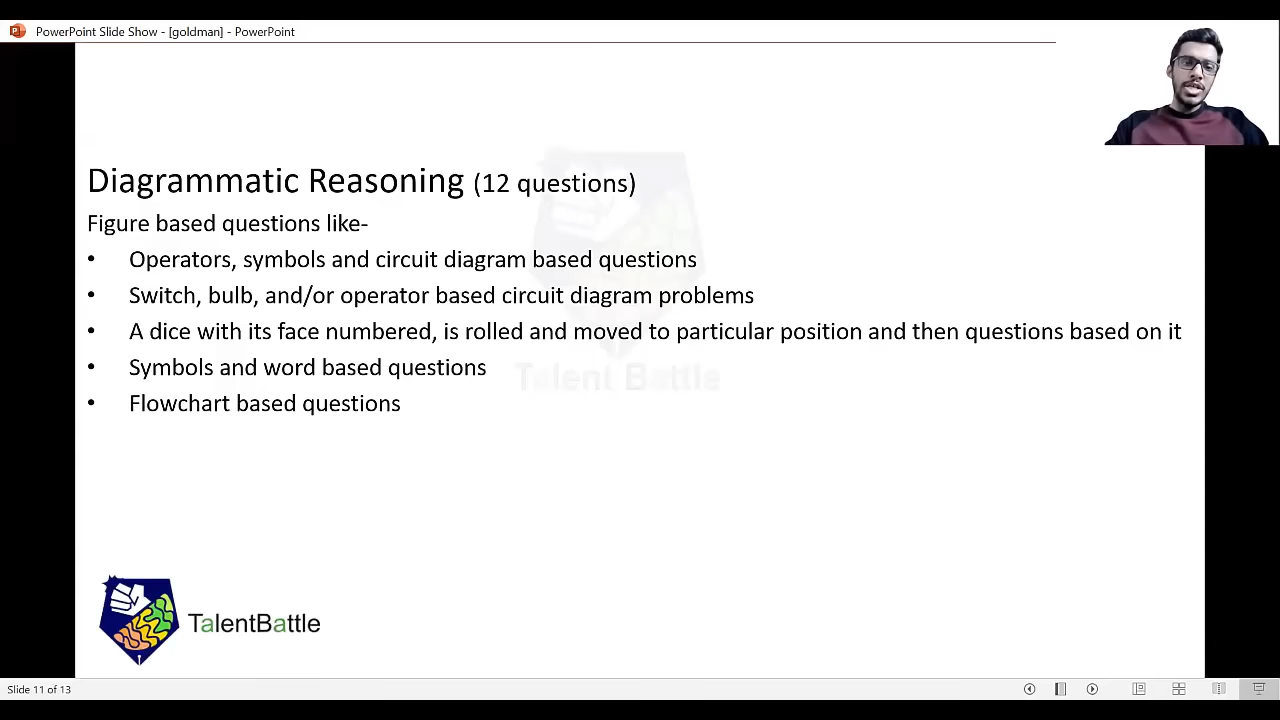 PowerPoint Slide Show - [goldman] - PowerPoint
Diagrammatic Reasoning (12 questions)
Figure based questions like-
• Operators, symbols and circuit diagram based questions
• Switch, bulb, and/or operator based circuit diagram problems
• A dice with its face numbered, is rolled and moved to particular position and then questions based on it
• Symbols and word based questions
Talent Battle
• Flowchart based questions
TalentBattle
Slide 11 of 13